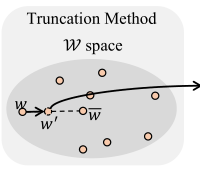 Truncation Method
𝒲 space
w
w̅
w′